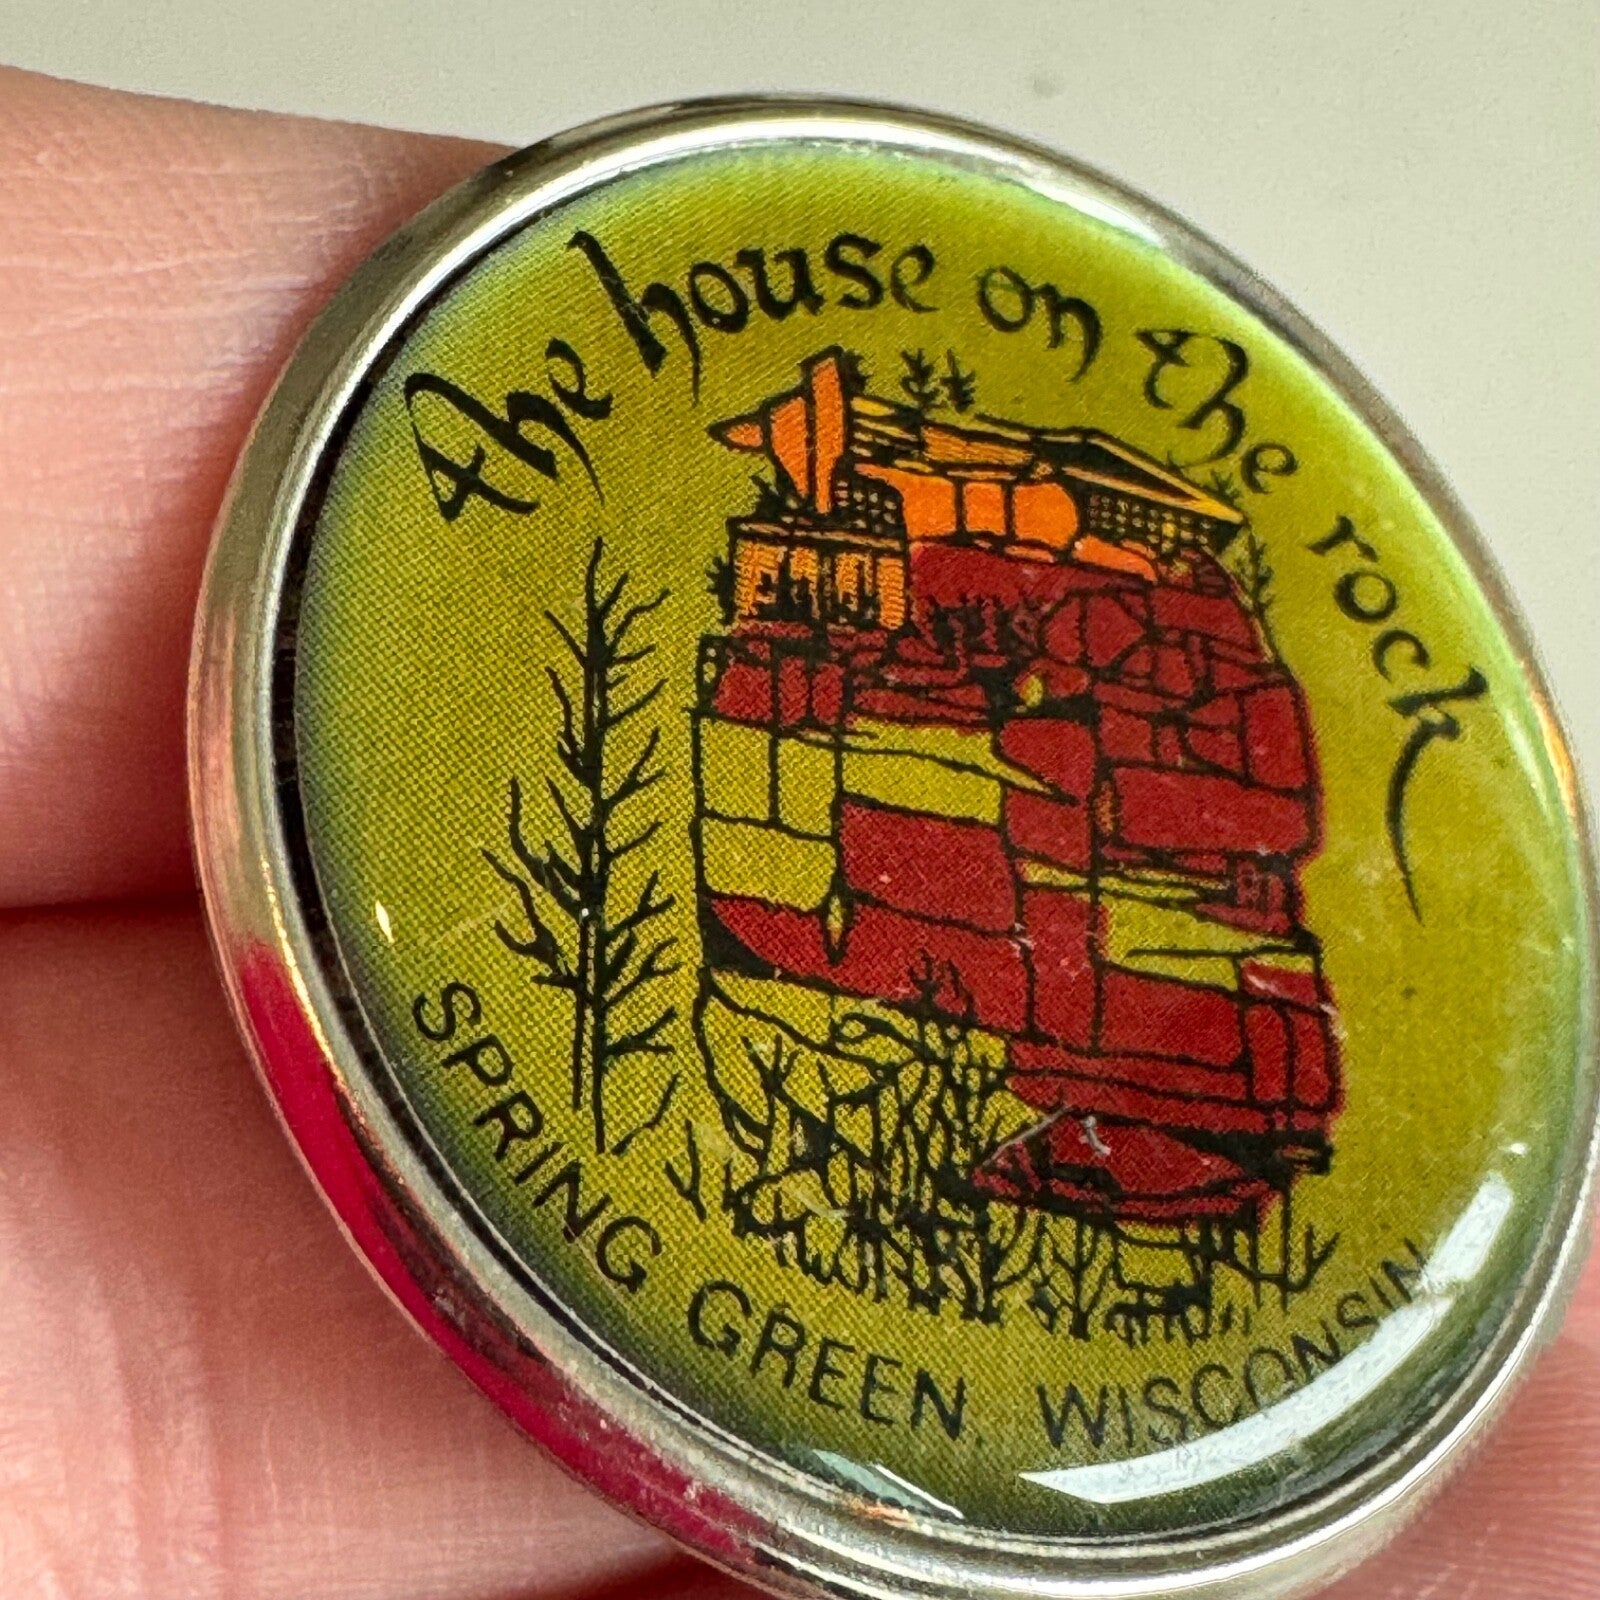 the house on the rock
SPRING GREEN WISCONSIN